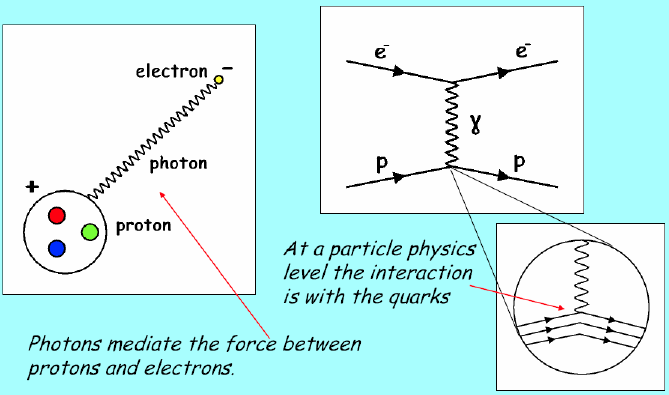 electron −
photon
+
proton
e⁻ e⁻
γ
p p
At a particle physics
level the interaction
is with the quarks
Photons mediate the force between
protons and electrons.